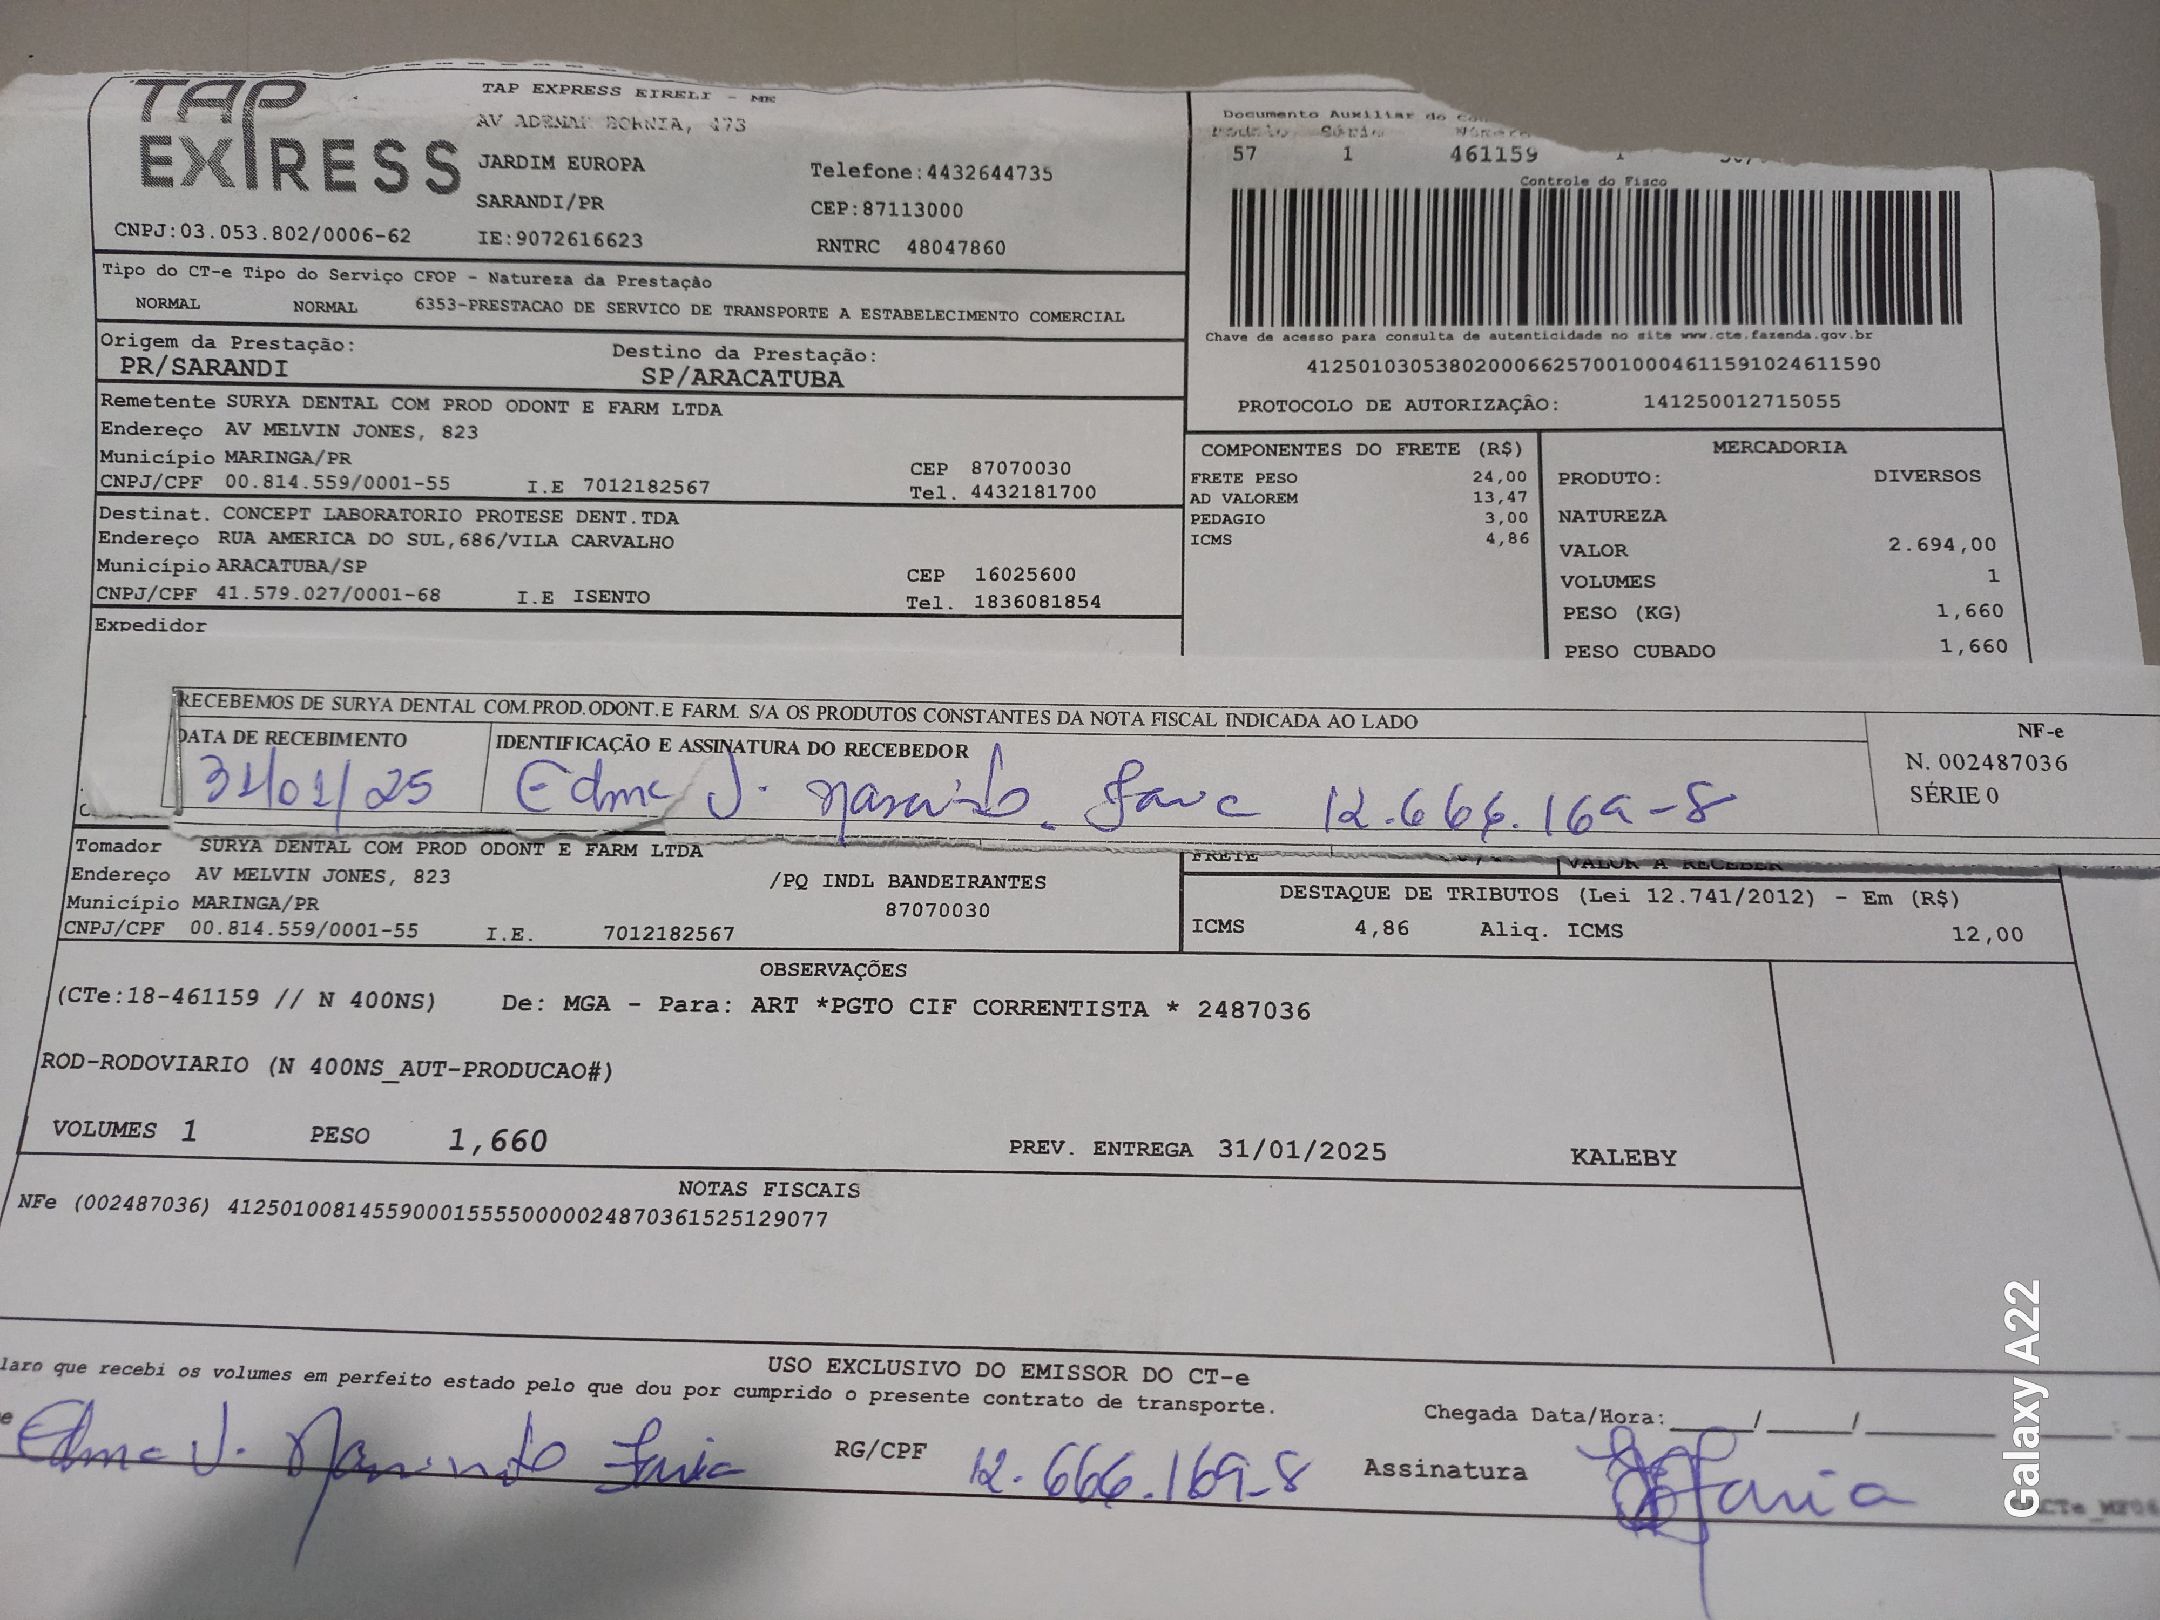 TAP EXPRESS
TAP EXPRESS EIRELI - ME
AV ADEMAR BORNIA, 473
JARDIM EUROPA
Telefone:4432644735
SARANDI/PR
CEP:87113000
CNPJ:03.053.802/0006-62
IE:9072616623
RNTRC 48047860
Documento Auxiliar do
Modelo Série Número
57 1 461159
Controle do Fisco
Chave de acesso para consulta de autenticidade no site www.cte.fazenda.gov.br
41250103053802000662570010004611591024611590
PROTOCOLO DE AUTORIZAÇÃO: 141250012715055
Tipo do CT-e Tipo do Serviço CFOP - Natureza da Prestação
NORMAL NORMAL 6353-PRESTACAO DE SERVICO DE TRANSPORTE A ESTABELECIMENTO COMERCIAL
Origem da Prestação: Destino da Prestação:
PR/SARANDI SP/ARACATUBA
Remetente SURYA DENTAL COM PROD ODONT E FARM LTDA
Endereço AV MELVIN JONES, 823
Município MARINGA/PR CEP 87070030
CNPJ/CPF 00.814.559/0001-55 I.E 7012182567 Tel. 4432181700
Destinat. CONCEPT LABORATORIO PROTESE DENT.TDA
Endereço RUA AMERICA DO SUL,686/VILA CARVALHO
Município ARACATUBA/SP CEP 16025600
CNPJ/CPF 41.579.027/0001-68 I.E ISENTO Tel. 1836081854
Expedidor
COMPONENTES DO FRETE (R$)
FRETE PESO 24,00
AD VALOREM 13,47
PEDAGIO 3,00
ICMS 4,86
MERCADORIA
PRODUTO: DIVERSOS
NATUREZA
VALOR 2.694,00
VOLUMES 1
PESO (KG) 1,660
PESO CUBADO 1,660
RECEBEMOS DE SURYA DENTAL COM.PROD.ODONT.E FARM. S/A OS PRODUTOS CONSTANTES DA NOTA FISCAL INDICADA AO LADO
DATA DE RECEBIMENTO IDENTIFICAÇÃO E ASSINATURA DO RECEBEDOR
31/01/25 J. Faria 12.666.169-8
NF-e
N. 002487036
SÉRIE 0
Tomador SURYA DENTAL COM PROD ODONT E FARM LTDA
Endereço AV MELVIN JONES, 823 /PQ INDL BANDEIRANTES
Município MARINGA/PR 87070030
CNPJ/CPF 00.814.559/0001-55 I.E. 7012182567
FRETE VALOR A RECEBER
DESTAQUE DE TRIBUTOS (Lei 12.741/2012) - Em (R$)
ICMS 4,86 Aliq. ICMS 12,00
OBSERVAÇÕES
(CTe:18-461159 // N 400NS) De: MGA - Para: ART *PGTO CIF CORRENTISTA * 2487036
ROD-RODOVIARIO (N 400NS_AUT-PRODUCAO#)
VOLUMES 1 PESO 1,660 PREV. ENTREGA 31/01/2025 KALEBY
NOTAS FISCAIS
NFe (002487036) 41250100814559000155550000024870361525129077
USO EXCLUSIVO DO EMISSOR DO CT-e
laro que recebi os volumes em perfeito estado pelo que dou por cumprido o presente contrato de transporte.
Chegada Data/Hora:____/____/____
J. Faria RG/CPF 12.666.169-8 Assinatura Faria
Galaxy A22